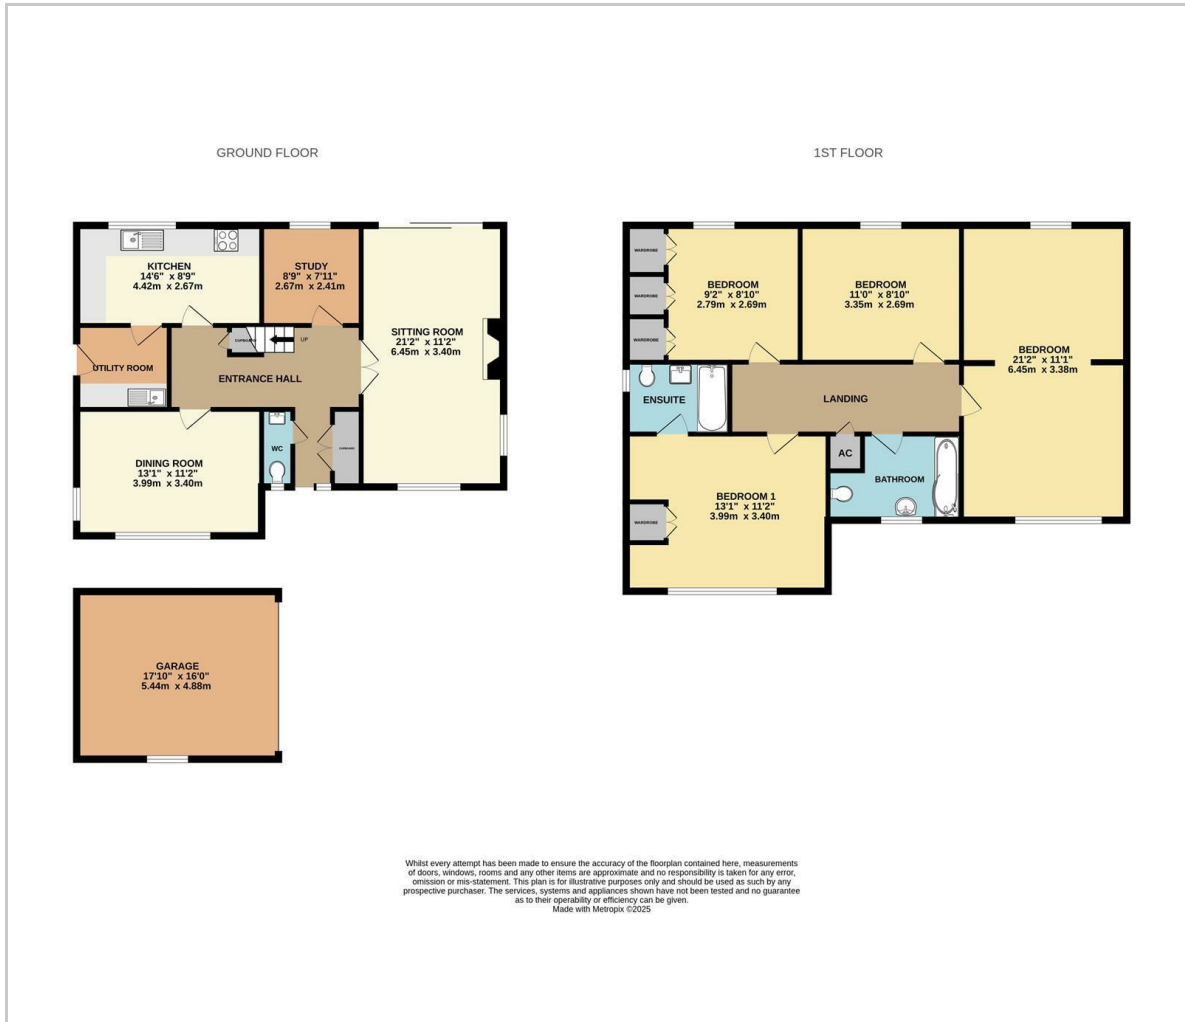 GROUND FLOOR
KITCHEN
14'6" x 8'9"
4.42m x 2.67m
STUDY
8'9" x 7'11"
2.67m x 2.41m
SITTING ROOM
21'2" x 11'2"
6.45m x 3.40m
CUPBOARD
UP
UTILITY ROOM
ENTRANCE HALL
DINING ROOM
13'1" x 11'2"
3.99m x 3.40m
WC
CUPBOARD
GARAGE
17'10" x 16'0"
5.44m x 4.88m
1ST FLOOR
WARDROBE
WARDROBE
WARDROBE
BEDROOM
9'2" x 8'10"
2.79m x 2.69m
BEDROOM
11'0" x 8'10"
3.35m x 2.69m
BEDROOM
21'2" x 11'1"
6.45m x 3.38m
ENSUITE
LANDING
AC
BATHROOM
BEDROOM 1
13'1" x 11'2"
3.99m x 3.40m
WARDROBE
Whilst every attempt has been made to ensure the accuracy of the floorplan contained here, measurements
of doors, windows, rooms and any other items are approximate and no responsibility is taken for any error,
omission or mis-statement. This plan is for illustrative purposes only and should be used as such by any
prospective purchaser. The services, systems and appliances shown have not been tested and no guarantee
as to their operability or efficiency can be given.
Made with Metropix ©2025